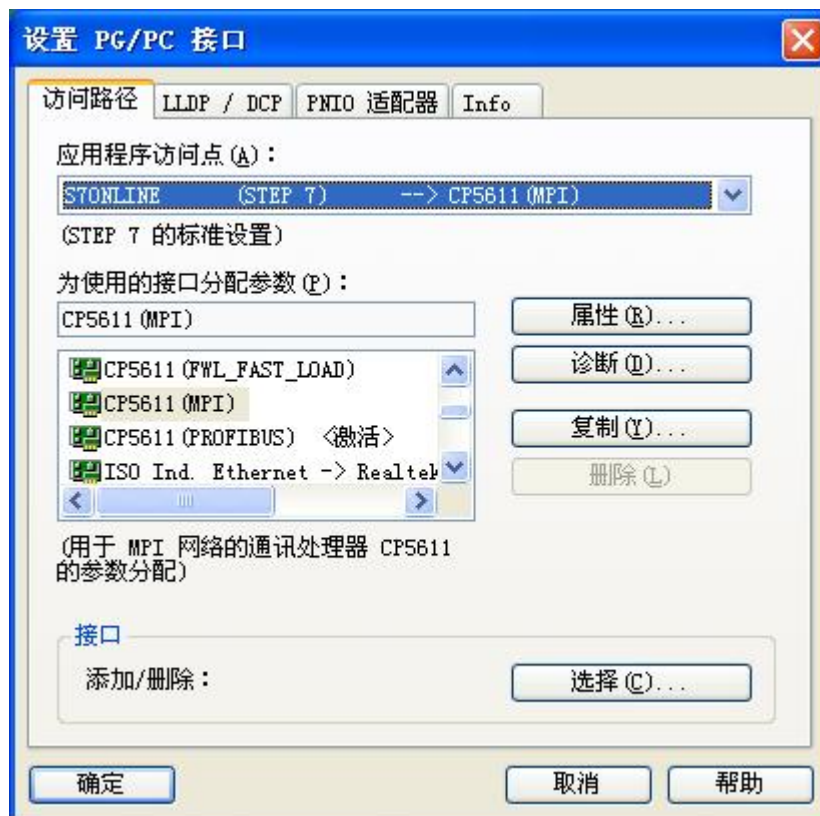 设置 PG/PC 接口
访问路径 LLDP / DCP PNIO 适配器 Info
应用程序访问点(A)：
S7ONLINE (STEP 7) --> CP5611(MPI)
(STEP 7 的标准设置)
为使用的接口分配参数(P)：
CP5611(MPI)
属性(R)...
CP5611(FWL_FAST_LOAD)
诊断(D)...
CP5611(MPI)
复制(Y)...
CP5611(PROFIBUS) <激活>
ISO Ind. Ethernet -> Realtek
删除(L)
(用于 MPI 网络的通讯处理器 CP5611
的参数分配)
接口
添加/删除：
选择(C)...
确定 取消 帮助